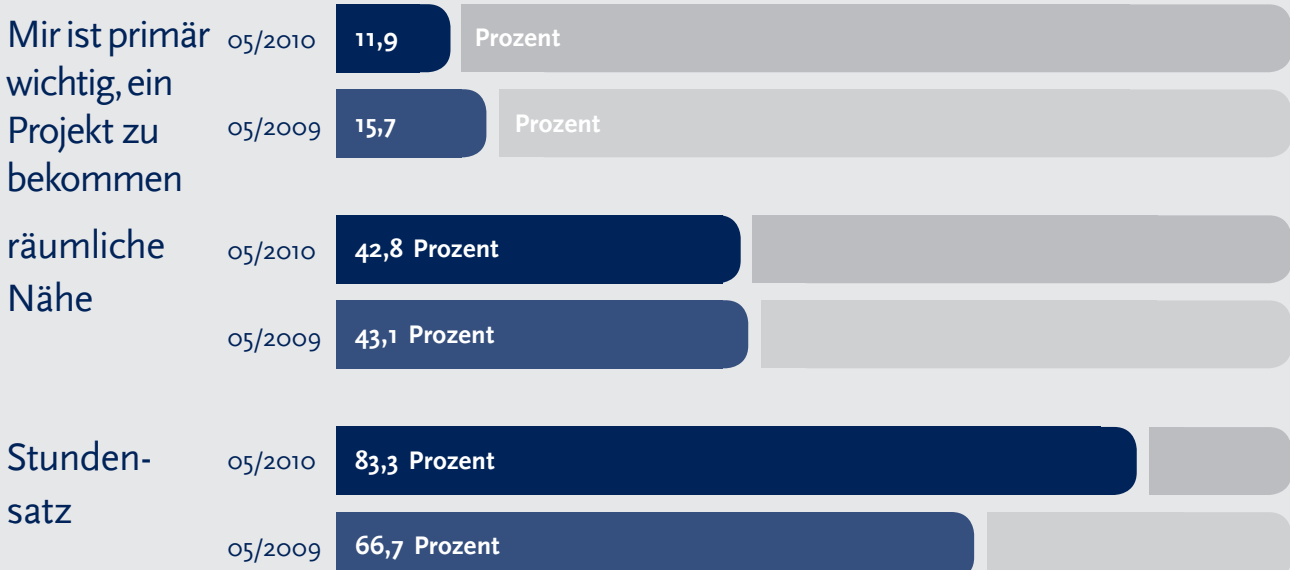 Mir ist primär
wichtig, ein
Projekt zu
bekommen
05/2010 11,9 Prozent
05/2009 15,7 Prozent
räumliche
Nähe
05/2010 42,8 Prozent
05/2009 43,1 Prozent
Stunden-
satz
05/2010 83,3 Prozent
05/2009 66,7 Prozent